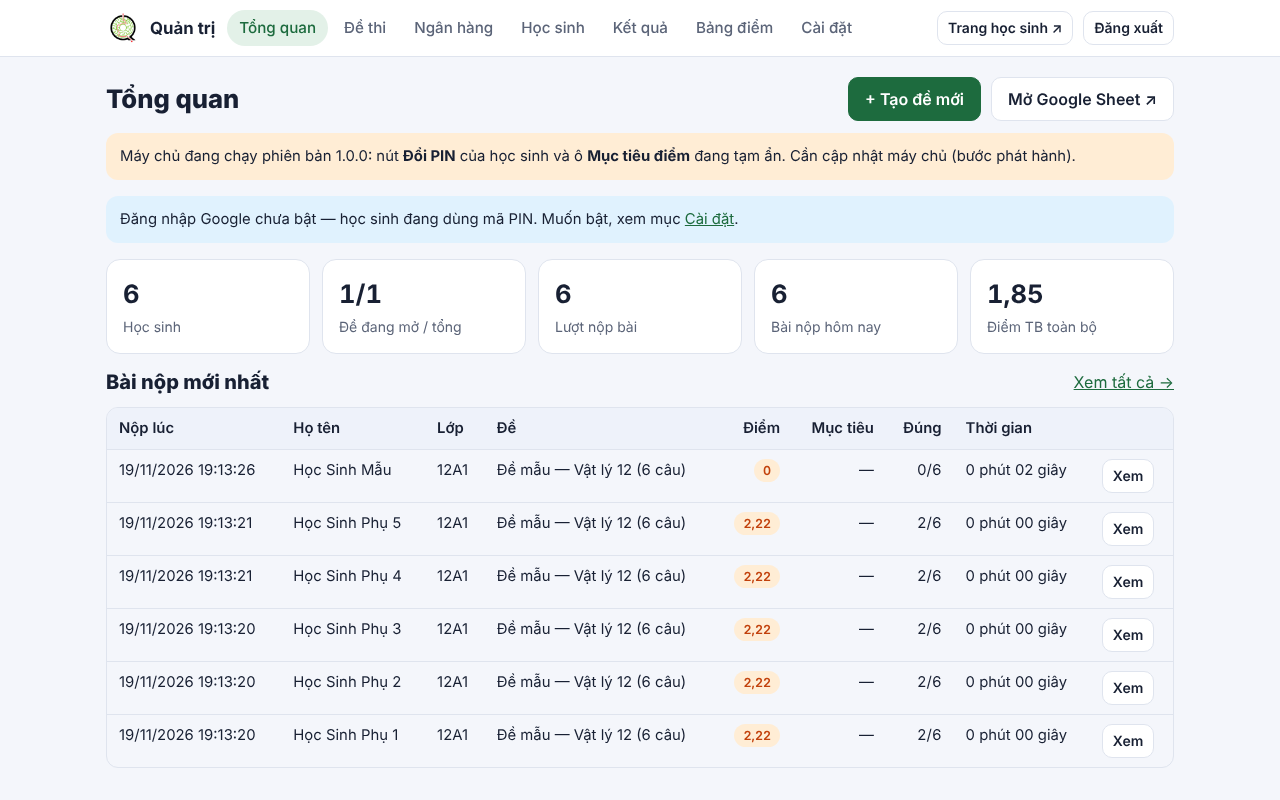 Quản trị Tổng quan Đề thi Ngân hàng Học sinh Kết quả Bảng điểm Cài đặt Trang học sinh ↗ Đăng xuất
Tổng quan + Tạo đề mới Mở Google Sheet ↗
Máy chủ đang chạy phiên bản 1.0.0: nút Đổi PIN của học sinh và ô Mục tiêu điểm đang tạm ẩn. Cần cập nhật máy chủ (bước phát hành).
Đăng nhập Google chưa bật — học sinh đang dùng mã PIN. Muốn bật, xem mục Cài đặt.
6 1/1 6 6 1,85
Học sinh Đề đang mở / tổng Lượt nộp bài Bài nộp hôm nay Điểm TB toàn bộ
Bài nộp mới nhất Xem tất cả →
Nộp lúc Họ tên Lớp Đề Điểm Mục tiêu Đúng Thời gian
19/11/2026 19:13:26 Học Sinh Mẫu 12A1 Đề mẫu — Vật lý 12 (6 câu) 0 — 0/6 0 phút 02 giây Xem
19/11/2026 19:13:21 Học Sinh Phụ 5 12A1 Đề mẫu — Vật lý 12 (6 câu) 2,22 — 2/6 0 phút 00 giây Xem
19/11/2026 19:13:21 Học Sinh Phụ 4 12A1 Đề mẫu — Vật lý 12 (6 câu) 2,22 — 2/6 0 phút 00 giây Xem
19/11/2026 19:13:20 Học Sinh Phụ 3 12A1 Đề mẫu — Vật lý 12 (6 câu) 2,22 — 2/6 0 phút 00 giây Xem
19/11/2026 19:13:20 Học Sinh Phụ 2 12A1 Đề mẫu — Vật lý 12 (6 câu) 2,22 — 2/6 0 phút 00 giây Xem
19/11/2026 19:13:20 Học Sinh Phụ 1 12A1 Đề mẫu — Vật lý 12 (6 câu) 2,22 — 2/6 0 phút 00 giây Xem